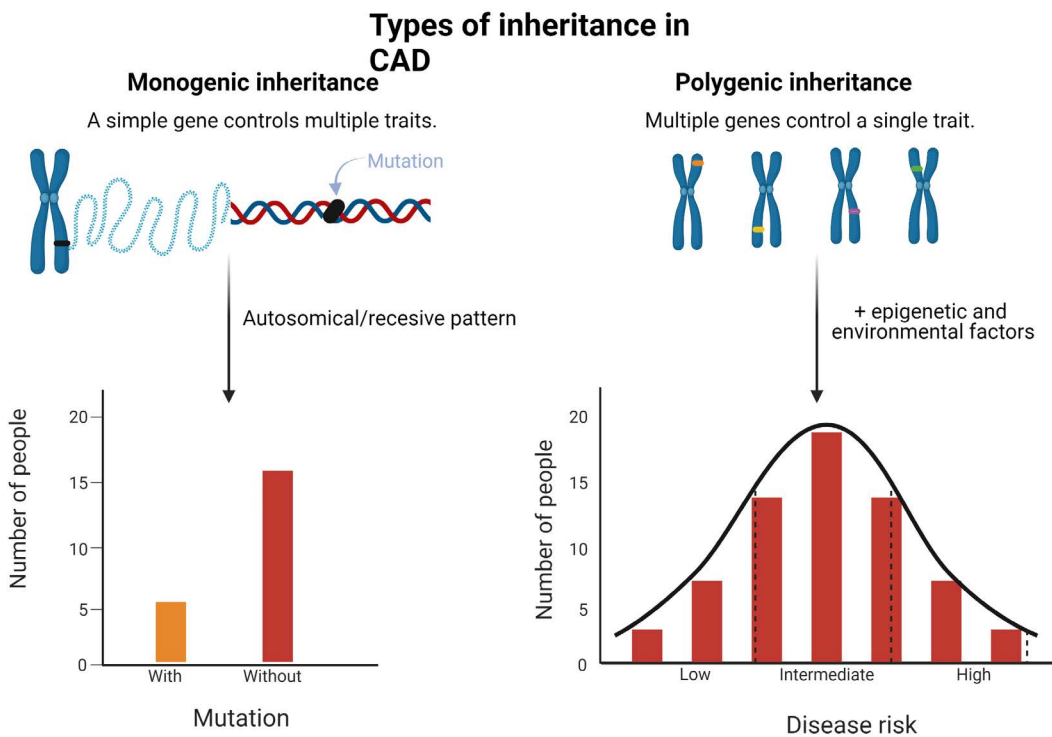 Types of inheritance in
CAD
Monogenic inheritance
A simple gene controls multiple traits.
Mutation
Autosomical/recesive pattern
Number of people
20
15
10
5
0
With
Without
Mutation
Polygenic inheritance
Multiple genes control a single trait.
+ epigenetic and
environmental factors
Number of people
20
15
10
5
0
Low
Intermediate
High
Disease risk